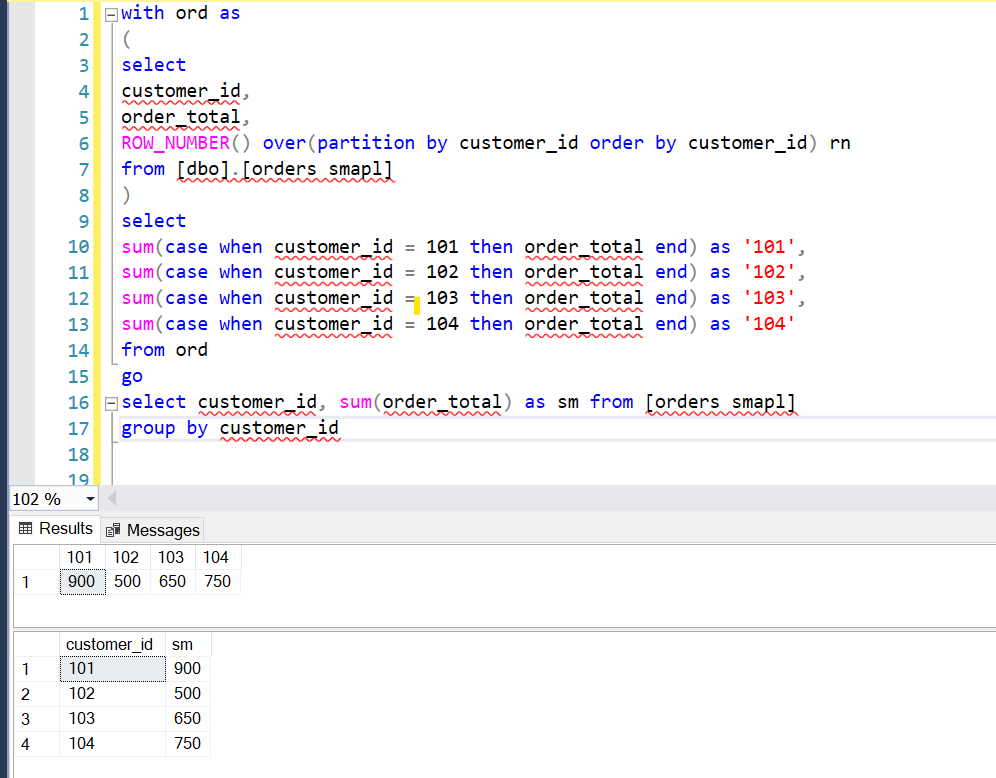 1 with ord as
2 (
3 select
4 customer_id,
5 order_total,
6 ROW_NUMBER() over(partition by customer_id order by customer_id) rn
7 from [dbo].[orders smapl]
8 )
9 select
10 sum(case when customer_id = 101 then order_total end) as '101',
11 sum(case when customer_id = 102 then order_total end) as '102',
12 sum(case when customer_id = 103 then order_total end) as '103',
13 sum(case when customer_id = 104 then order_total end) as '104'
14 from ord
15 go
16 select customer_id, sum(order_total) as sm from [orders smapl]
17 group by customer_id
18
19
102 %
Results Messages
101 102 103 104
1 900 500 650 750
customer_id sm
1 101 900
2 102 500
3 103 650
4 104 750